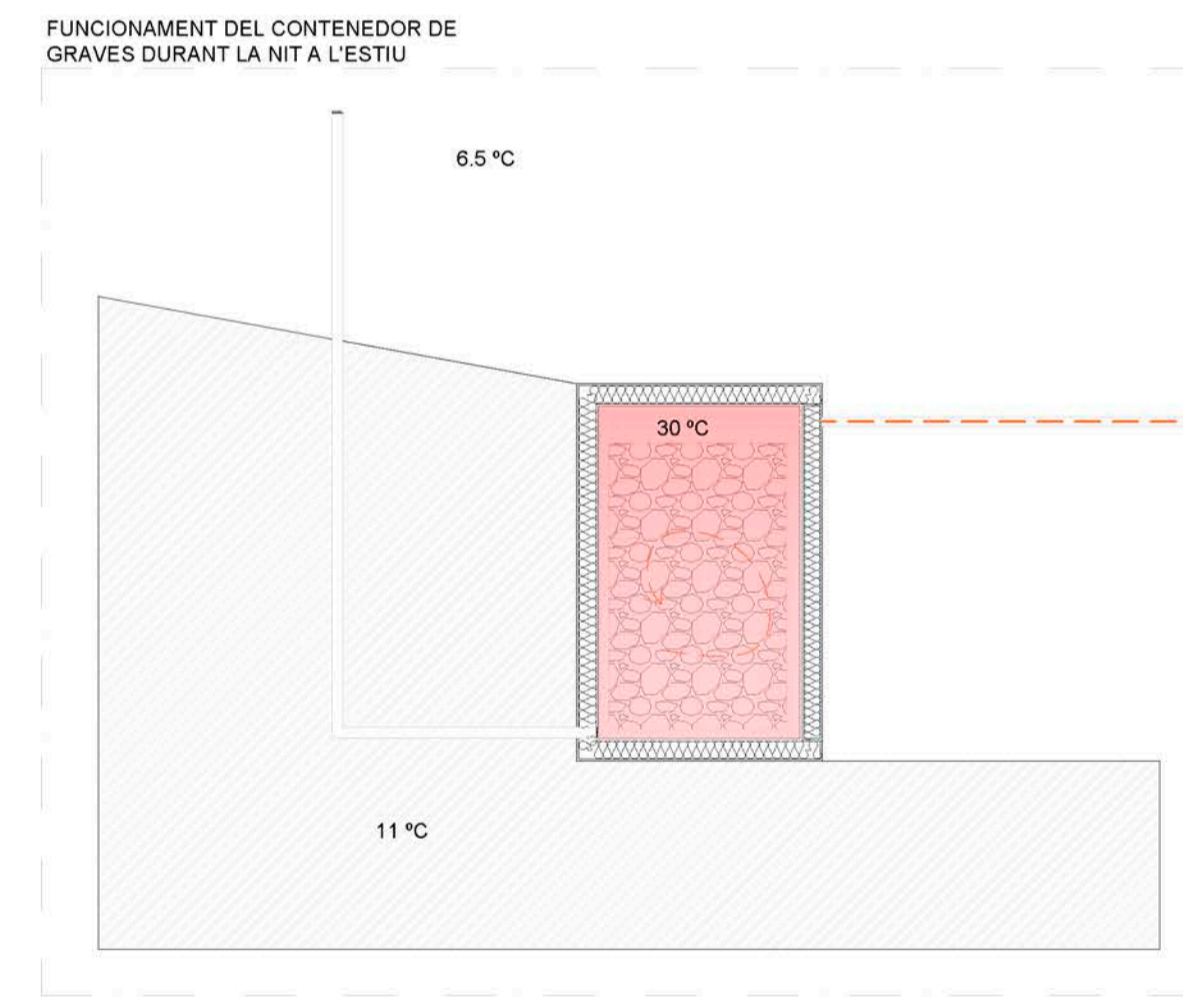 FUNCIONAMENT DEL CONTENEDOR DE
GRAVES DURANT LA NIT A L'ESTIU
6.5 ºC
30 ºC
11 ºC